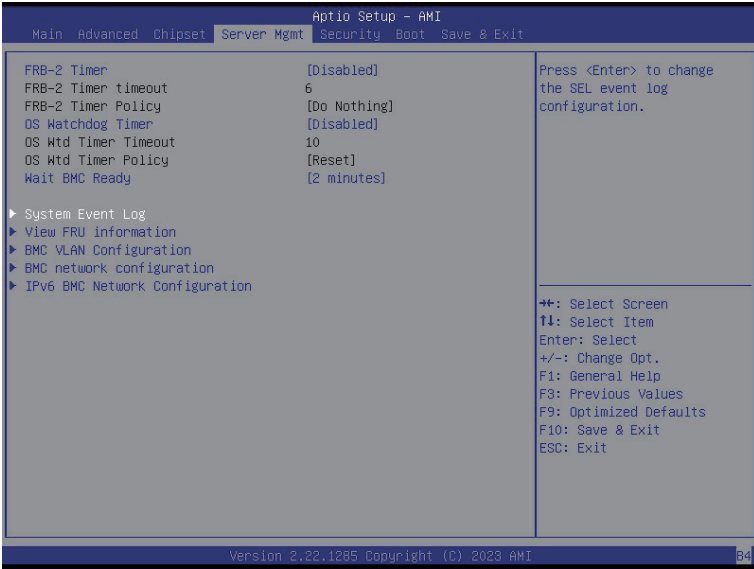 Aptio Setup – AMI
Main Advanced Chipset Server Mgmt Security Boot Save & Exit
FRB-2 Timer [Disabled]
FRB-2 Timer timeout 6
FRB-2 Timer Policy [Do Nothing]
OS Watchdog Timer [Disabled]
OS Wtd Timer Timeout 10
OS Wtd Timer Policy [Reset]
Wait BMC Ready [2 minutes]
System Event Log
View FRU information
BMC VLAN Configuration
BMC network configuration
IPv6 BMC Network Configuration
Press <Enter> to change
the SEL event log
configuration.
→←: Select Screen
↑↓: Select Item
Enter: Select
+/-: Change Opt.
F1: General Help
F3: Previous Values
F9: Optimized Defaults
F10: Save & Exit
ESC: Exit
Version 2.22.1285 Copyright (C) 2023 AMI
B4